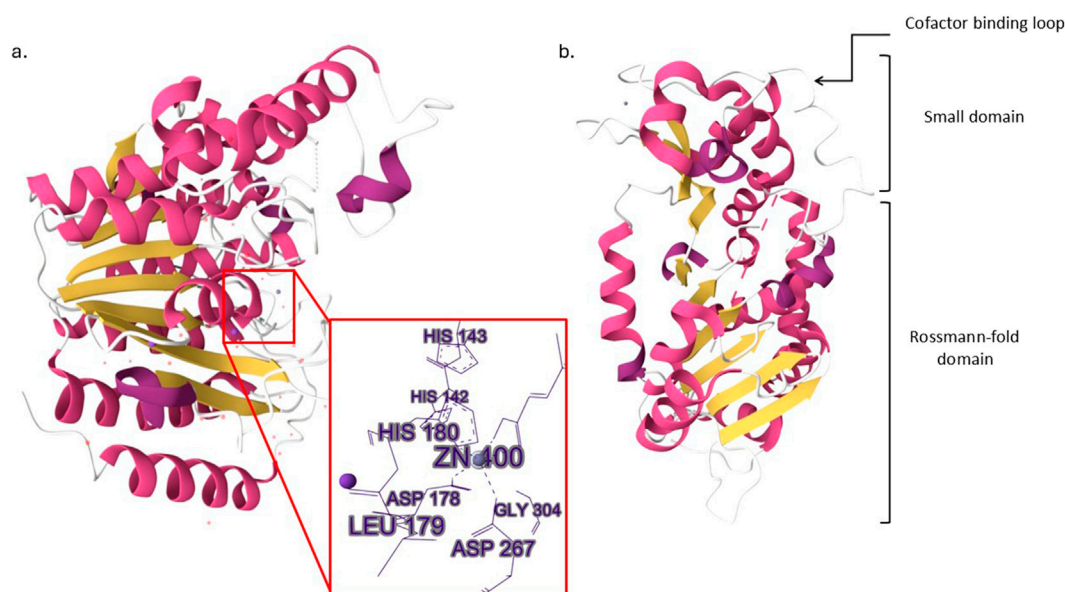 a.
b.
Cofactor binding loop
Small domain
Rossmann-fold
domain
HIS 143
HIS 142
HIS 180
ZN 400
ASP 178
GLY 304
LEU 179
ASP 267